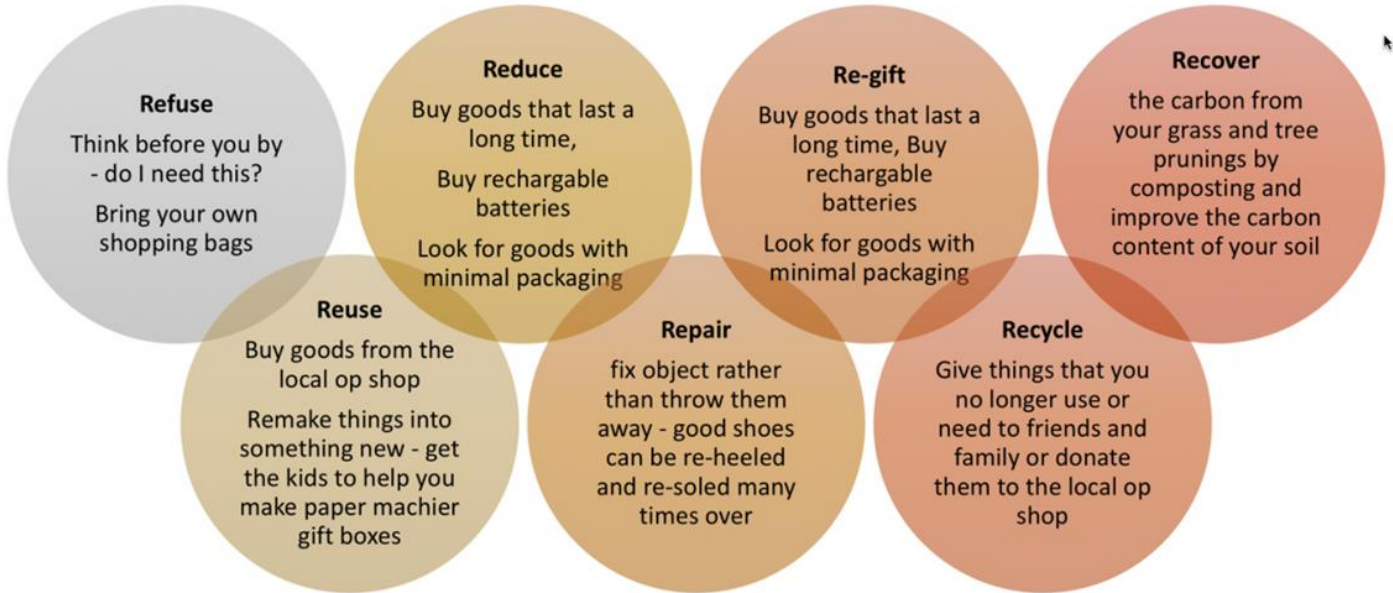 Refuse
Think before you by
- do I need this?
Bring your own
shopping bags
Reuse
Buy goods from the
local op shop
Remake things into
something new - get
the kids to help you
make paper machier
gift boxes
Reduce
Buy goods that last a
long time,
Buy rechargable
batteries
Look for goods with
minimal packaging
Repair
fix object rather
than throw them
away - good shoes
can be re-heeled
and re-soled many
times over
Re-gift
Buy goods that last a
long time, Buy
rechargable
batteries
Look for goods with
minimal packaging
Recycle
Give things that you
no longer use or
need to friends and
family or donate
them to the local op
shop
Recover
the carbon from
your grass and tree
prunings by
composting and
improve the carbon
content of your soil